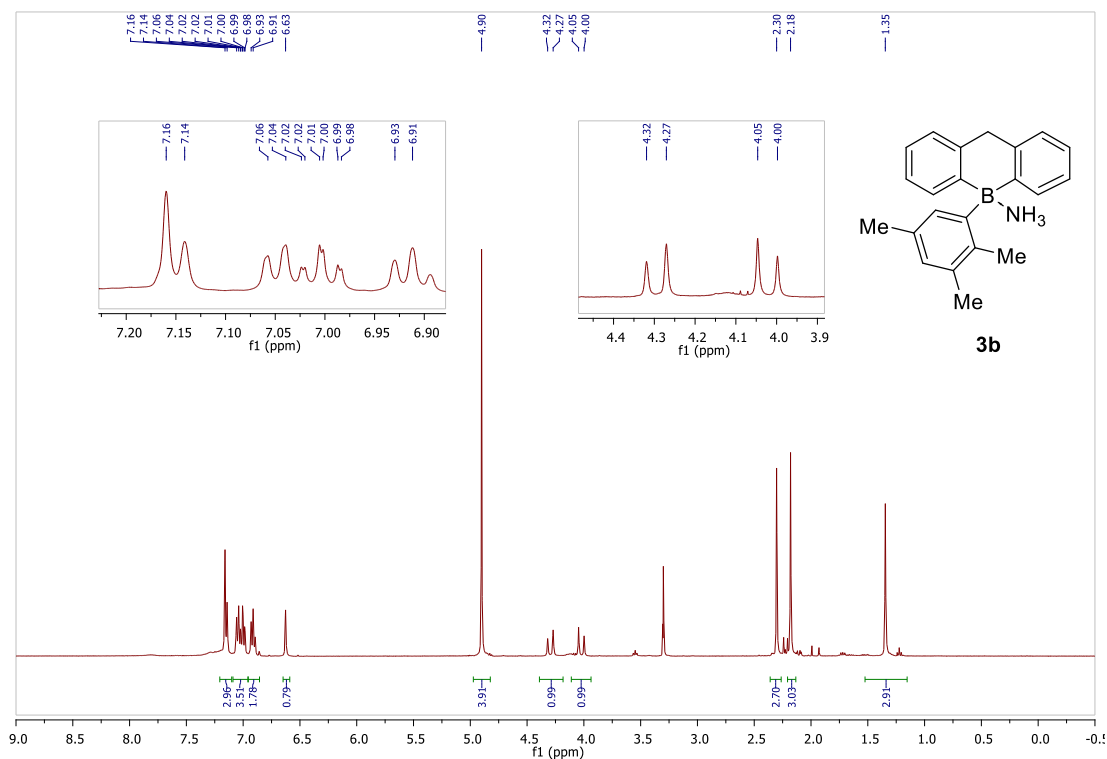 7.16 7.14 7.06 7.04 7.02 7.02 7.01 7.00 6.99 6.98 6.93 6.91 6.63 4.90 4.32 4.27 4.05 4.00 2.30 2.18 1.35
7.16 7.14 7.06 7.04 7.02 7.02 7.01 7.00 6.99 6.98 6.93 6.91
7.20 7.15 7.10 7.05 7.00 6.95 6.90
f1 (ppm)
4.32 4.27 4.05 4.00
4.4 4.3 4.2 4.1 4.0 3.9
f1 (ppm)
B
NH3
Me
Me
Me
3b
2.96 3.51 1.78 0.79 3.91 0.99 0.99 2.70 3.03 2.91
9.0 8.5 8.0 7.5 7.0 6.5 6.0 5.5 5.0 4.5 4.0 3.5 3.0 2.5 2.0 1.5 1.0 0.5 0.0 -0.5
f1 (ppm)